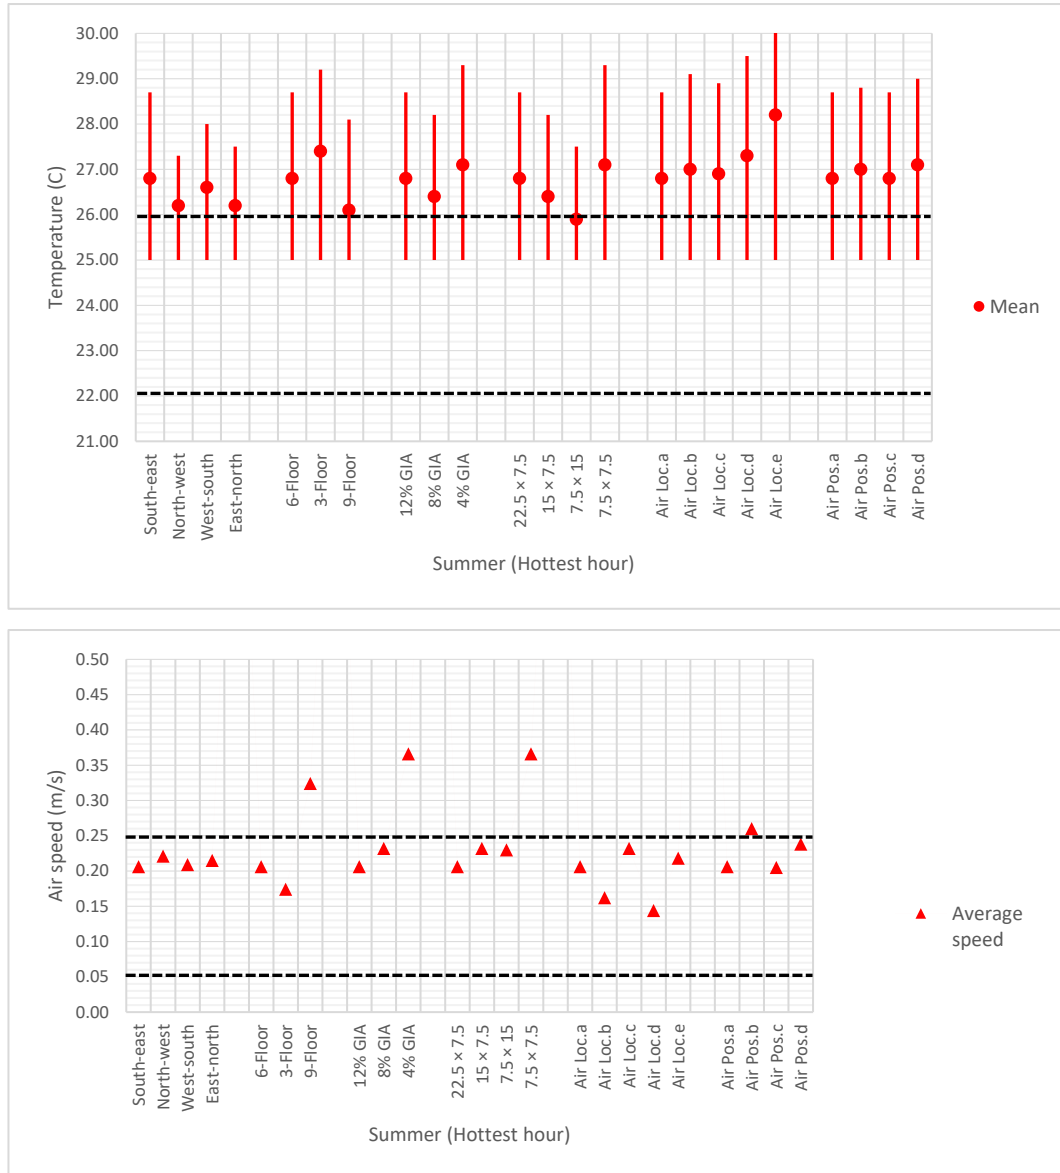 30.00
29.00
28.00
27.00
26.00
25.00
24.00
23.00
22.00
21.00
Temperature (C)
South-east
North-west
West-south
East-north
6-Floor
3-Floor
9-Floor
12% GIA
8% GIA
4% GIA
22.5 × 7.5
15 × 7.5
7.5 × 15
7.5 × 7.5
Air Loc.a
Air Loc.b
Air Loc.c
Air Loc.d
Air Loc.e
Air Pos.a
Air Pos.b
Air Pos.c
Air Pos.d
Summer (Hottest hour)
Mean
0.50
0.45
0.40
0.35
0.30
0.25
0.20
0.15
0.10
0.05
0.00
Air speed (m/s)
South-east
North-west
West-south
East-north
6-Floor
3-Floor
9-Floor
12% GIA
8% GIA
4% GIA
22.5 × 7.5
15 × 7.5
7.5 × 15
7.5 × 7.5
Air Loc.a
Air Loc.b
Air Loc.c
Air Loc.d
Air Loc.e
Air Pos.a
Air Pos.b
Air Pos.c
Air Pos.d
Summer (Hottest hour)
Average
speed